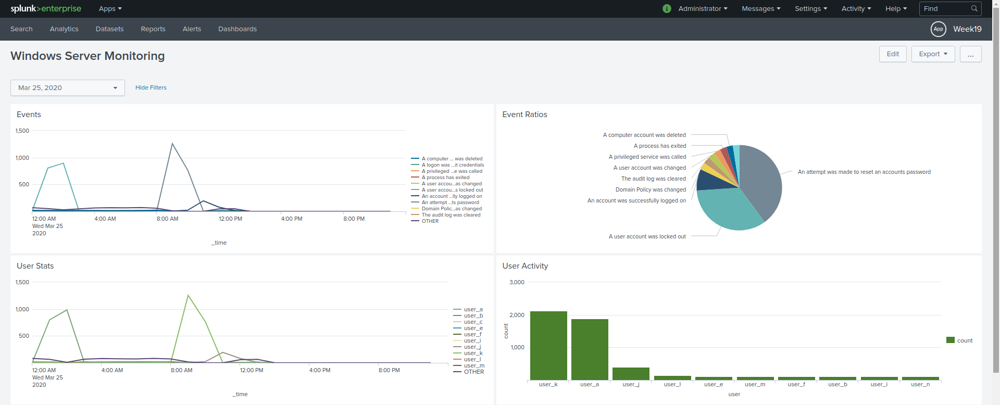 splunk>enterprise Apps Administrator Messages Settings Activity Help Find
Search Analytics Datasets Reports Alerts Dashboards App Week19
Windows Server Monitoring
Edit Export ...
Mar 25, 2020 Hide Filters
Events
1,500
1,000
500
12:00 AM 4:00 AM 8:00 AM 12:00 PM 4:00 PM 8:00 PM
Wed Mar 25
2020
_time
A computer ... was deleted
A logon was ...it credentials
A privileged ...e was called
A process has exited
A user accou...as changed
A user accou...s locked out
An account ...lly logged on
An attempt ...ts password
Domain Polic...as changed
The audit log was cleared
OTHER
Event Ratios
A computer account was deleted
A process has exited
A privileged service was called
A user account was changed
The audit log was cleared
Domain Policy was changed
An account was successfully logged on
A user account was locked out
An attempt was made to reset an accounts password
User Stats
1,500
1,000
500
12:00 AM 4:00 AM 8:00 AM 12:00 PM 4:00 PM 8:00 PM
Wed Mar 25
2020
_time
user_a
user_b
user_c
user_e
user_f
user_i
user_j
user_k
user_l
user_m
OTHER
User Activity
3,000
2,000
1,000
count
user_k user_a user_j user_l user_e user_m user_f user_b user_i user_n
user
count